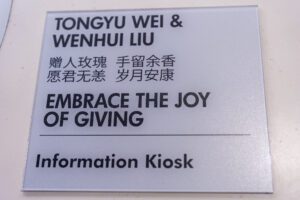 TONGYU WEI &
WENHUI LIU
赠人玫瑰 手留余香
愿君无恙 岁月安康
EMBRACE THE JOY
OF GIVING
Information Kiosk